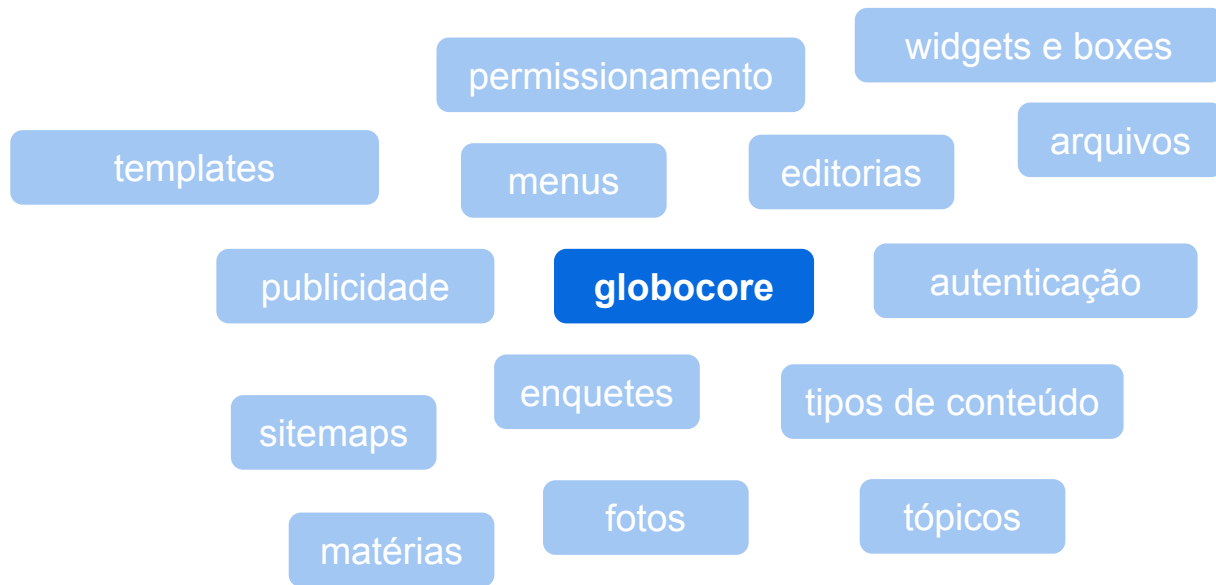 widgets e boxes
permissionamento
arquivos
templates
menus
editorias
publicidade
globocore
autenticação
enquetes
tipos de conteúdo
sitemaps
fotos
tópicos
matérias